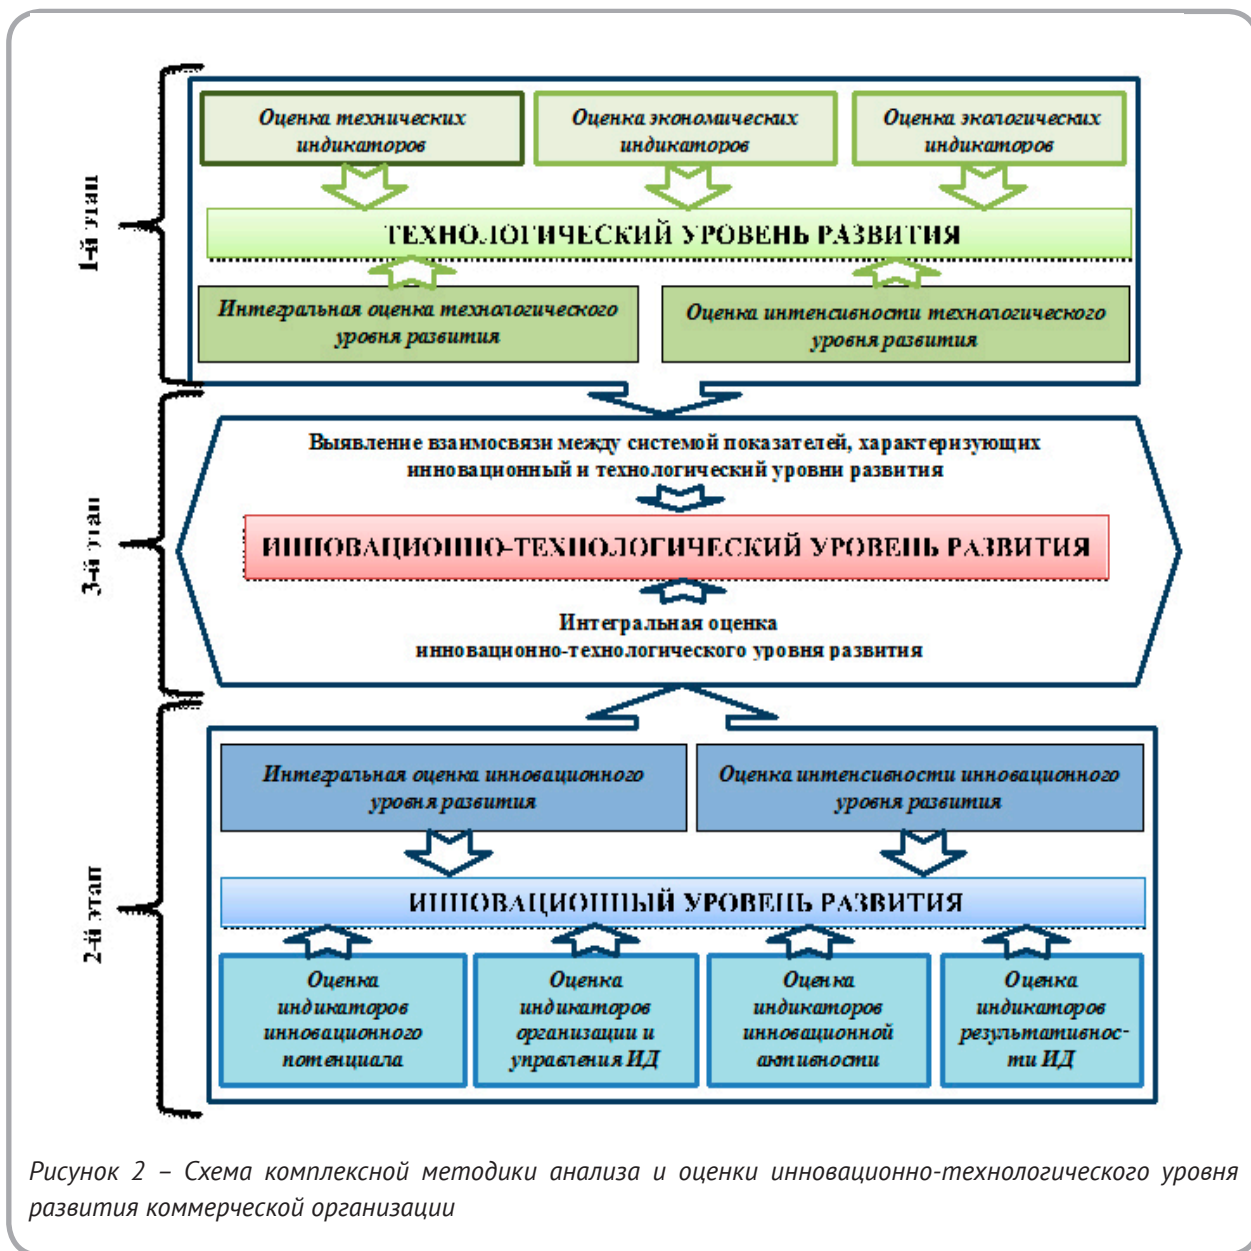 1-й этап
Оценка технических
индикаторов
Оценка экономических
индикаторов
Оценка экологических
индикаторов
ТЕХНОЛОГИЧЕСКИЙ УРОВЕНЬ РАЗВИТИЯ
Интегральная оценка технологического
уровня развития
Оценка интенсивности технологического
уровня развития
3-й этап
Выявление взаимосвязи между системой показателей, характеризующих
инновационный и технологический уровни развития
ИННОВАЦИОННО-ТЕХНОЛОГИЧЕСКИЙ УРОВЕНЬ РАЗВИТИЯ
Интегральная оценка
инновационно-технологического уровня развития
2-й этап
Интегральная оценка инновационного
уровня развития
Оценка интенсивности инновационного
уровня развития
ИННОВАЦИОННЫЙ УРОВЕНЬ РАЗВИТИЯ
Оценка
индикаторов
инновационного
потенциала
Оценка
индикаторов
организации и
управления ИД
Оценка
индикаторов
инновационной
активности
Оценка
индикаторов
результативнос-
ти ИД
Рисунок 2 – Схема комплексной методики анализа и оценки инновационно-технологического уровня
развития коммерческой организации